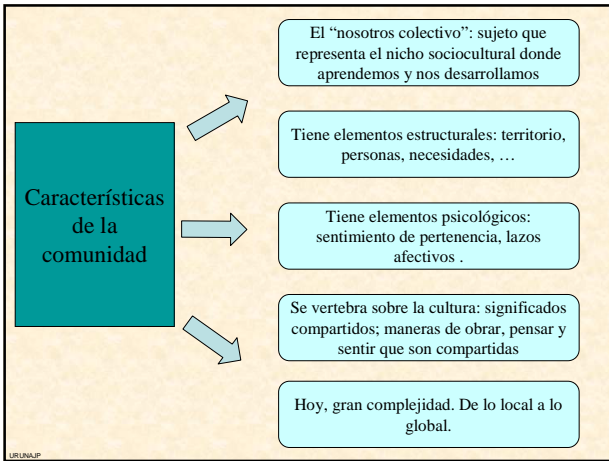 El “nosotros colectivo”: sujeto que
representa el nicho sociocultural donde
aprendemos y nos desarrollamos
Tiene elementos estructurales: territorio,
personas, necesidades, …
Características
de la
comunidad
Tiene elementos psicológicos:
sentimiento de pertenencia, lazos
afectivos .
Se vertebra sobre la cultura: significados
compartidos; maneras de obrar, pensar y
sentir que son compartidas
Hoy, gran complejidad. De lo local a lo
global.
URUNAJP